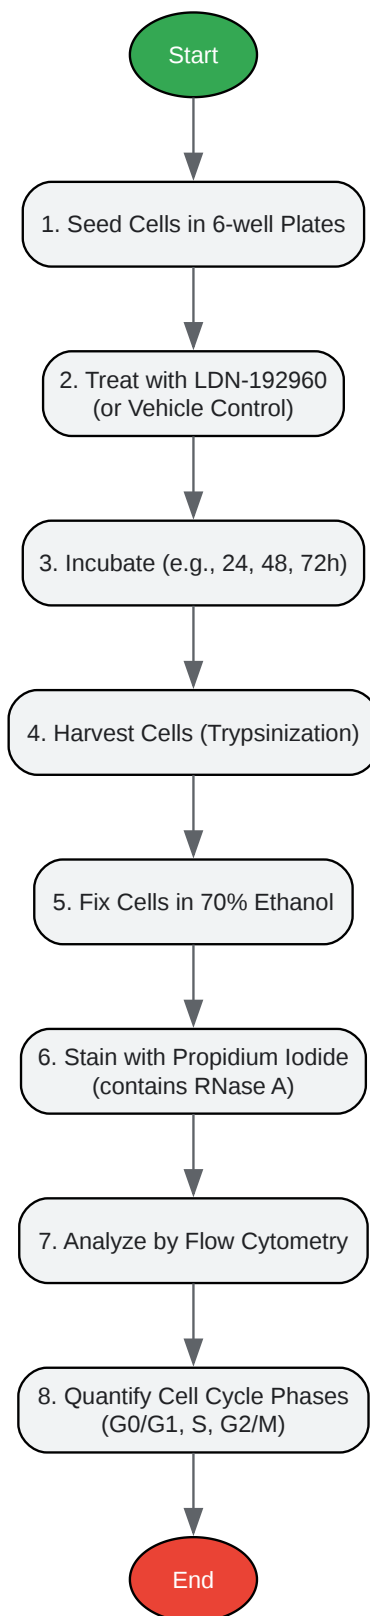 Start
1. Seed Cells in 6-well Plates
2. Treat with LDN-192960
(or Vehicle Control)
3. Incubate (e.g., 24, 48, 72h)
4. Harvest Cells (Trypsinization)
5. Fix Cells in 70% Ethanol
6. Stain with Propidium Iodide
(contains RNase A)
7. Analyze by Flow Cytometry
8. Quantify Cell Cycle Phases
(G0/G1, S, G2/M)
End